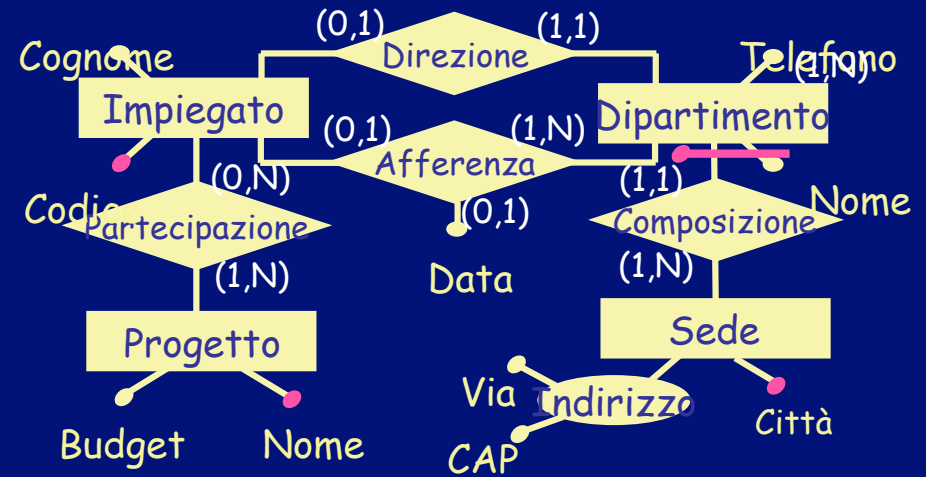 (0,1)
(1,1)
Cognome
Direzione
Telefono
(1,N)
Impiegato
Dipartimento
(0,1)
(1,N)
Afferenza
(0,N)
(1,1)
Codic
(0,1)
Nome
Partecipazione
Composizione
(1,N)
(1,N)
Data
Progetto
Sede
Via
Indirizzo
Città
Budget
Nome
CAP